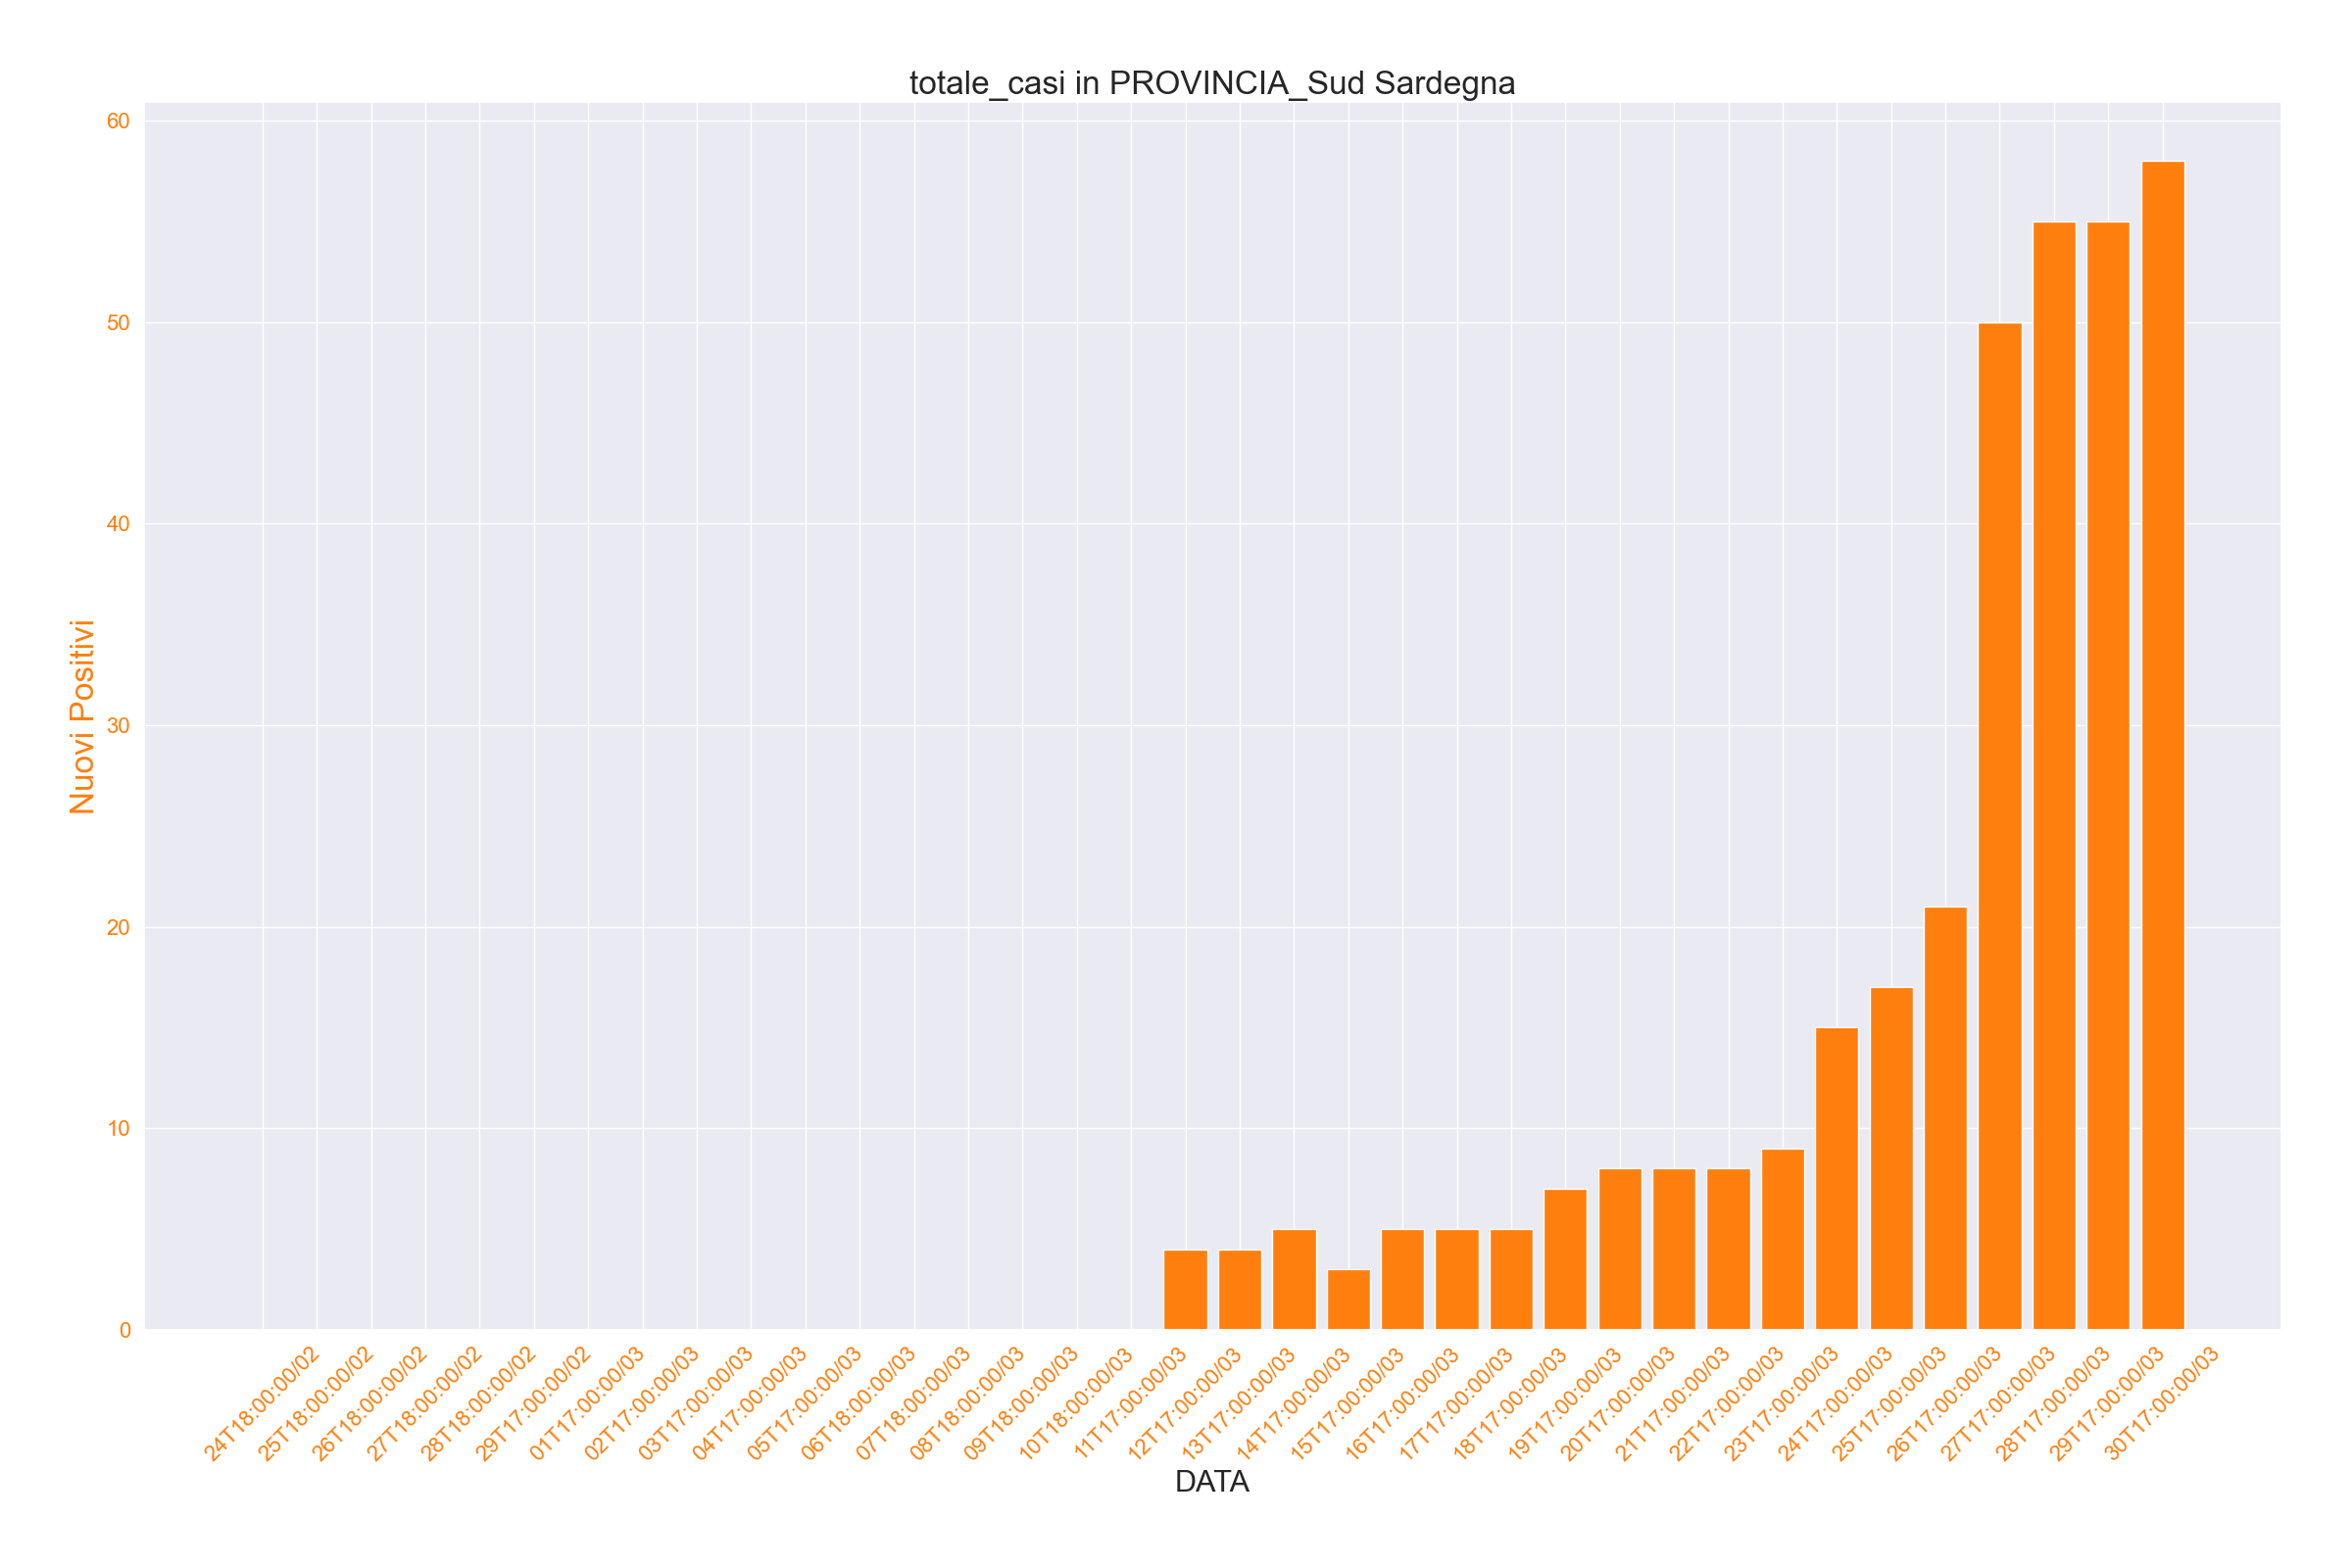 totale_casi in PROVINCIA_Sud Sardegna
60
50
40
30
20
10
0
Nuovi Positivi
24T18:00:00/02
25T18:00:00/02
26T18:00:00/02
27T18:00:00/02
28T18:00:00/02
29T17:00:00/02
01T17:00:00/03
02T17:00:00/03
03T17:00:00/03
04T17:00:00/03
05T17:00:00/03
06T18:00:00/03
07T18:00:00/03
08T18:00:00/03
09T18:00:00/03
10T18:00:00/03
11T17:00:00/03
12T17:00:00/03
13T17:00:00/03
14T17:00:00/03
15T17:00:00/03
16T17:00:00/03
17T17:00:00/03
18T17:00:00/03
19T17:00:00/03
20T17:00:00/03
21T17:00:00/03
22T17:00:00/03
23T17:00:00/03
24T17:00:00/03
25T17:00:00/03
26T17:00:00/03
27T17:00:00/03
28T17:00:00/03
29T17:00:00/03
30T17:00:00/03
DATA